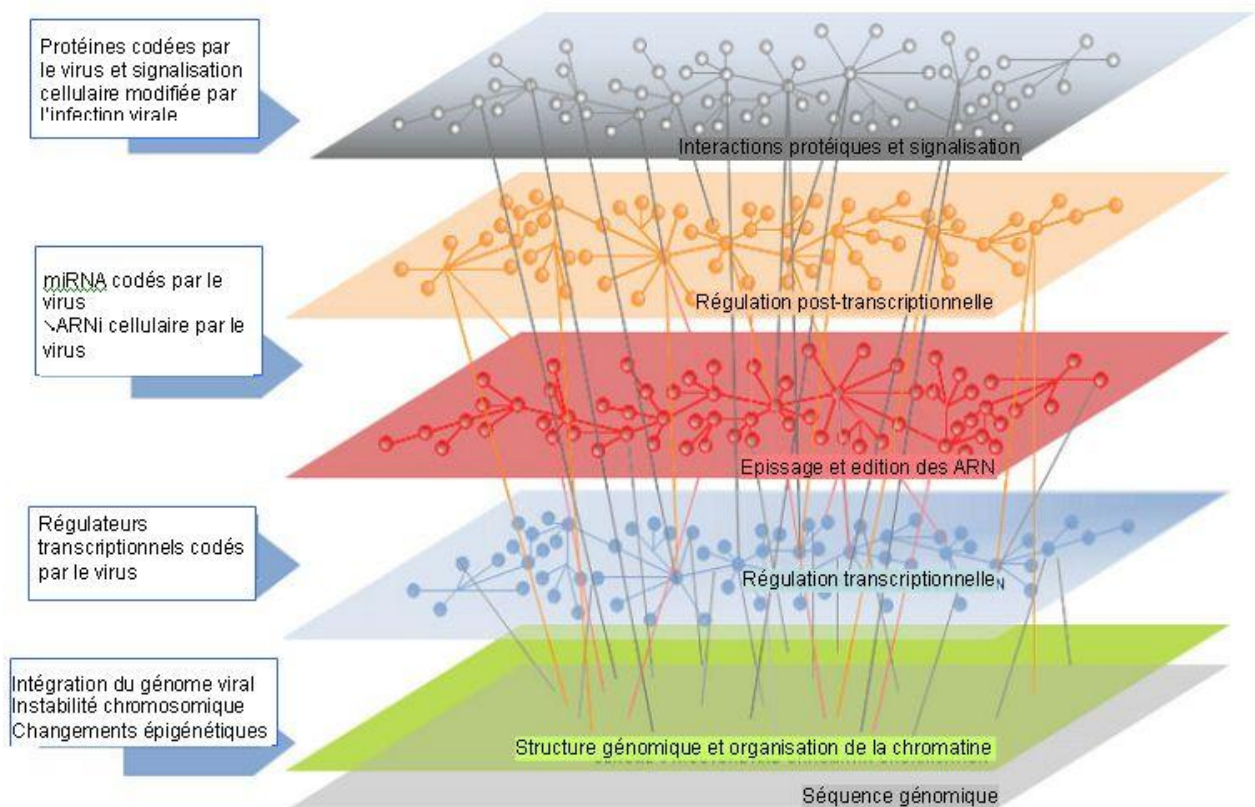 Protéines codées par
le virus et signalisation
cellulaire modifiée par
l'infection virale
Interactions protéiques et signalisation
miRNA codés par le
virus
↘ARNi cellulaire par le
virus
Régulation post-transcriptionnelle
Epissage et edition des ARN
Régulateurs
transcriptionnels codés
par le virus
Régulation transcriptionnelle N
Intégration du génome viral
Instabilité chromosomique
Changements épigénétiques
Structure génomique et organisation de la chromatine
Séquence génomique